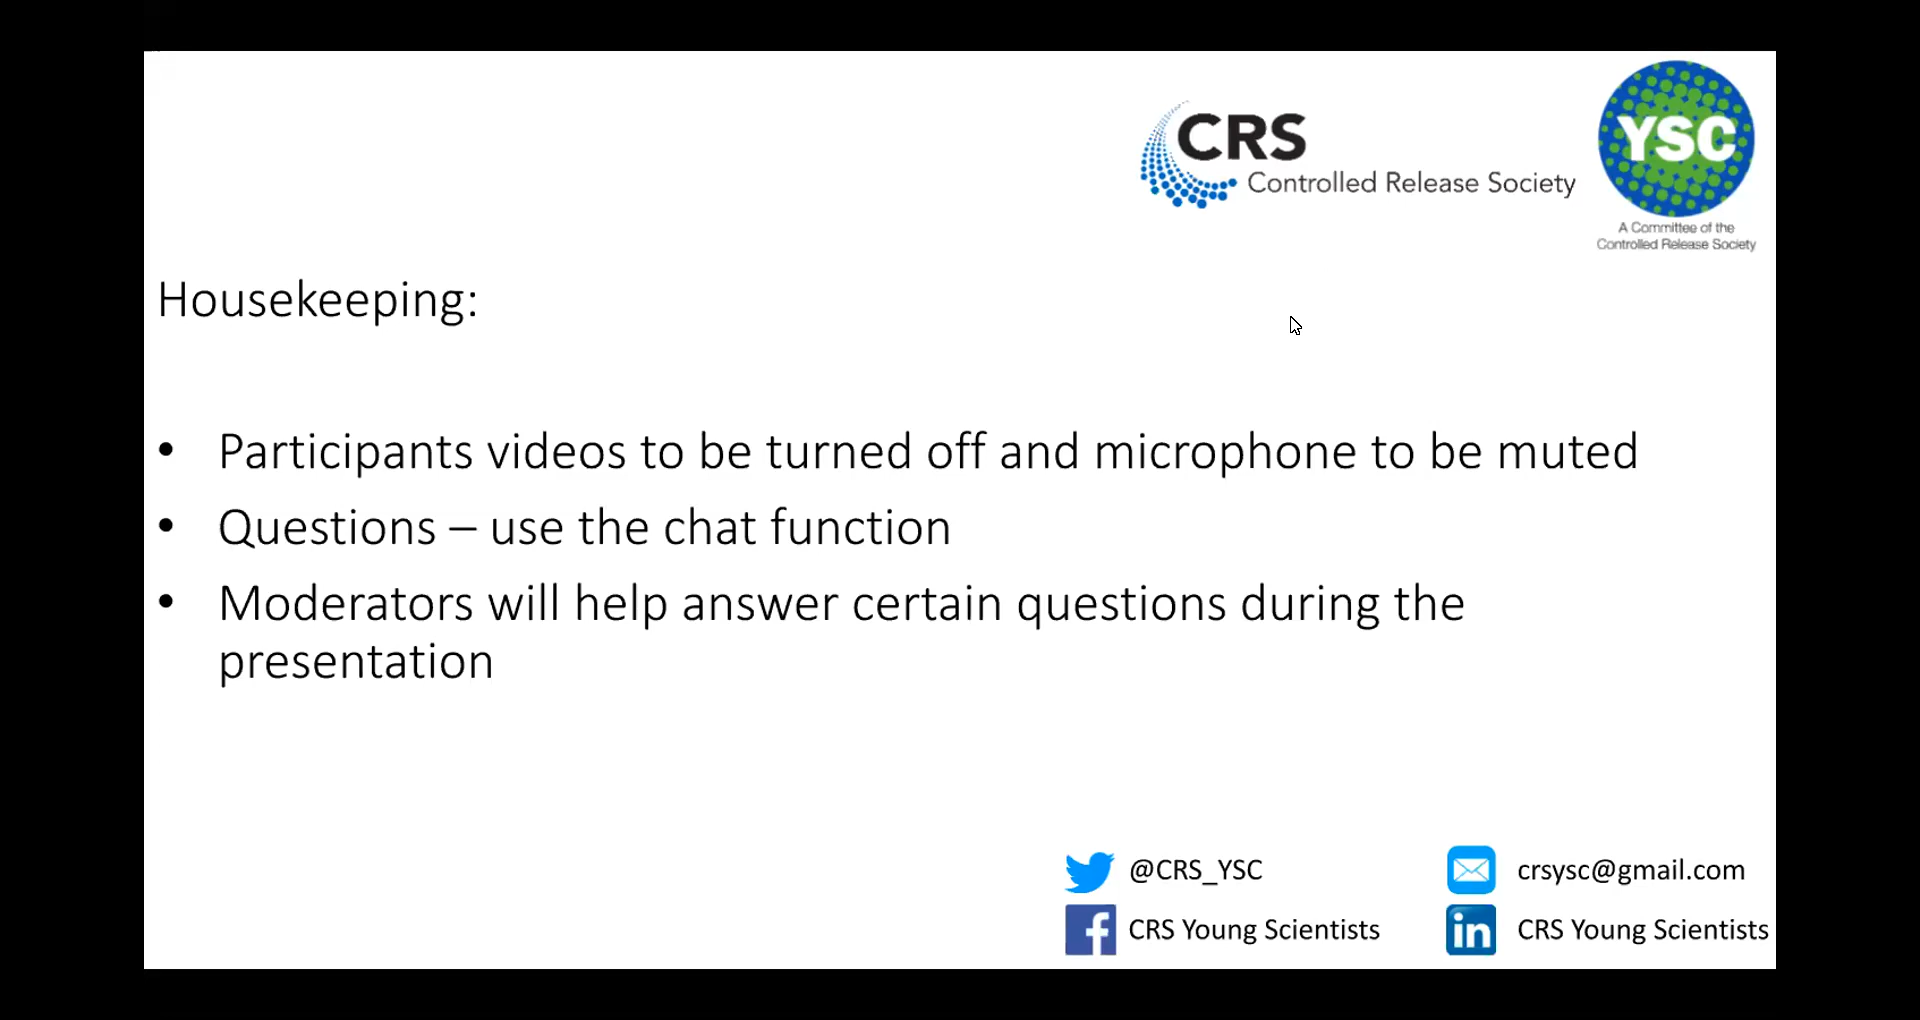 CRS
Controlled Release Society
YSC
A Committee of the
Controlled Release Society
Housekeeping:
• Participants videos to be turned off and microphone to be muted
• Questions – use the chat function
• Moderators will help answer certain questions during the
presentation
@CRS_YSC
crsysc@gmail.com
CRS Young Scientists
CRS Young Scientists